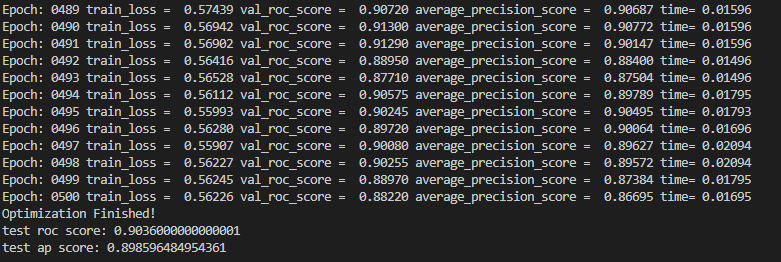 Epoch: 0489 train_loss =  0.57439 val_roc_score =  0.90720 average_precision_score =  0.90687 time= 0.01596
Epoch: 0490 train_loss =  0.56942 val_roc_score =  0.91300 average_precision_score =  0.90772 time= 0.01596
Epoch: 0491 train_loss =  0.56902 val_roc_score =  0.91290 average_precision_score =  0.90147 time= 0.01596
Epoch: 0492 train_loss =  0.56416 val_roc_score =  0.88950 average_precision_score =  0.88400 time= 0.01496
Epoch: 0493 train_loss =  0.56528 val_roc_score =  0.87710 average_precision_score =  0.87504 time= 0.01496
Epoch: 0494 train_loss =  0.56112 val_roc_score =  0.90575 average_precision_score =  0.89789 time= 0.01795
Epoch: 0495 train_loss =  0.55993 val_roc_score =  0.90245 average_precision_score =  0.90495 time= 0.01793
Epoch: 0496 train_loss =  0.56280 val_roc_score =  0.89720 average_precision_score =  0.90064 time= 0.01696
Epoch: 0497 train_loss =  0.55907 val_roc_score =  0.90080 average_precision_score =  0.89627 time= 0.02094
Epoch: 0498 train_loss =  0.56227 val_roc_score =  0.90255 average_precision_score =  0.89572 time= 0.02094
Epoch: 0499 train_loss =  0.56245 val_roc_score =  0.88970 average_precision_score =  0.87384 time= 0.01795
Epoch: 0500 train_loss =  0.56226 val_roc_score =  0.88220 average_precision_score =  0.86695 time= 0.01695
Optimization Finished!
test roc score: 0.9036000000000001
test ap score: 0.898596484954361